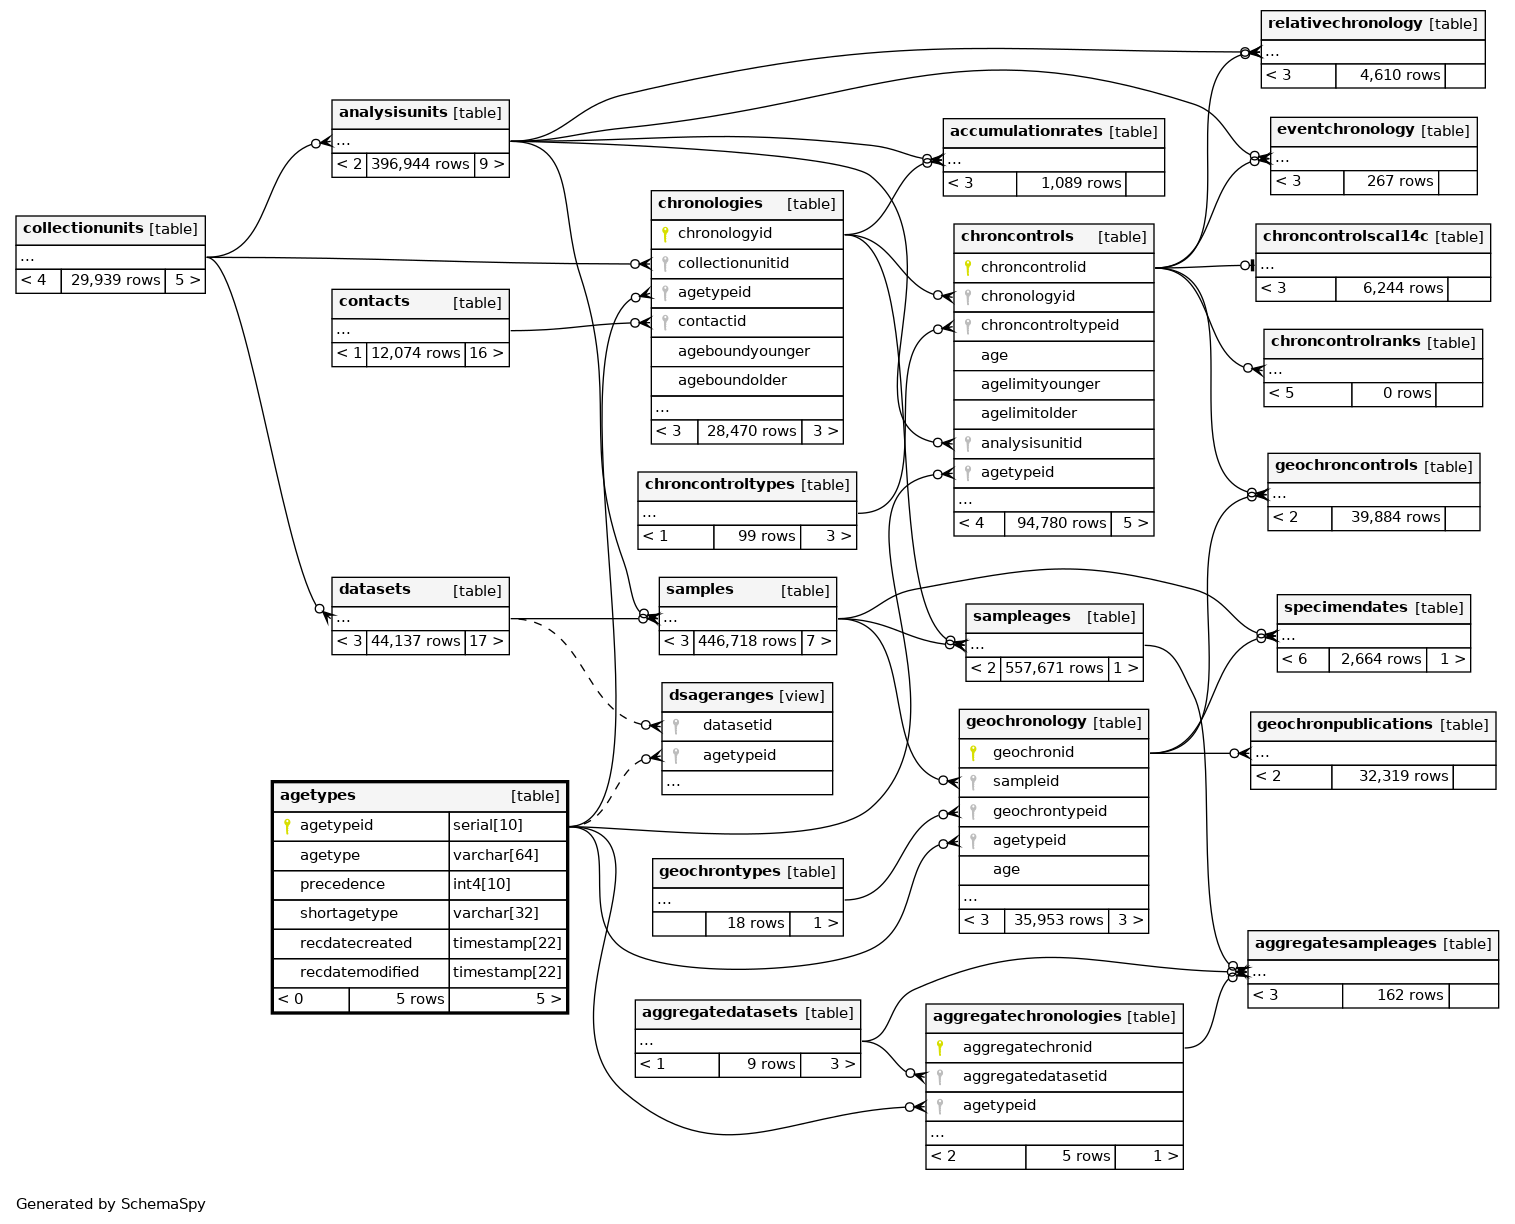 collectionunits [table]
...
< 4 29,939 rows 5 >
analysisunits [table]
...
< 2 396,944 rows 9 >
contacts [table]
...
< 1 12,074 rows 16 >
datasets [table]
...
< 3 44,137 rows 17 >
agetypes [table]
agetypeid serial[10]
agetype varchar[64]
precedence int4[10]
shortagetype varchar[32]
recdatecreated timestamp[22]
recdatemodified timestamp[22]
< 0 5 rows 5 >
chronologies [table]
chronologyid
collectionunitid
agetypeid
contactid
ageboundyounger
ageboundolder
...
< 3 28,470 rows 3 >
chroncontroltypes [table]
...
< 1 99 rows 3 >
samples [table]
...
< 3 446,718 rows 7 >
dsageranges [view]
datasetid
agetypeid
...
geochrontypes [table]
...
18 rows 1 >
aggregatedatasets [table]
...
< 1 9 rows 3 >
accumulationrates [table]
...
< 3 1,089 rows
chroncontrols [table]
chroncontrolid
chronologyid
chroncontroltypeid
age
agelimityounger
agelimitolder
analysisunitid
agetypeid
...
< 4 94,780 rows 5 >
sampleages [table]
...
< 2 557,671 rows 1 >
geochronology [table]
geochronid
sampleid
geochrontypeid
agetypeid
age
...
< 3 35,953 rows 3 >
aggregatechronologies [table]
aggregatechronid
aggregatedatasetid
agetypeid
...
< 2 5 rows 1 >
relativechronology [table]
...
< 3 4,610 rows
eventchronology [table]
...
< 3 267 rows
chroncontrolscal14c [table]
...
< 3 6,244 rows
chroncontrolranks [table]
...
< 5 0 rows
geochroncontrols [table]
...
< 2 39,884 rows
specimendates [table]
...
< 6 2,664 rows 1 >
geochronpublications [table]
...
< 2 32,319 rows
aggregatesampleages [table]
...
< 3 162 rows
Generated by SchemaSpy